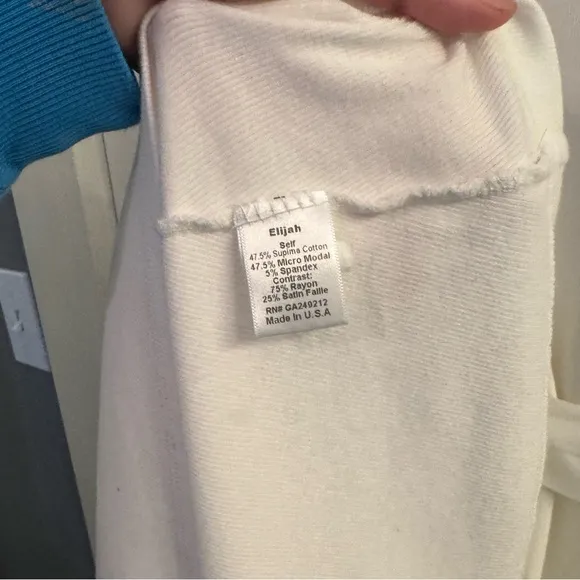 Elijah
Self
47.5% Supima Cotton
47.5% Micro Modal
5% Spandex
Contrast:
75% Rayon
25% Satin Faille
RN# GA249212
Made In U.S.A